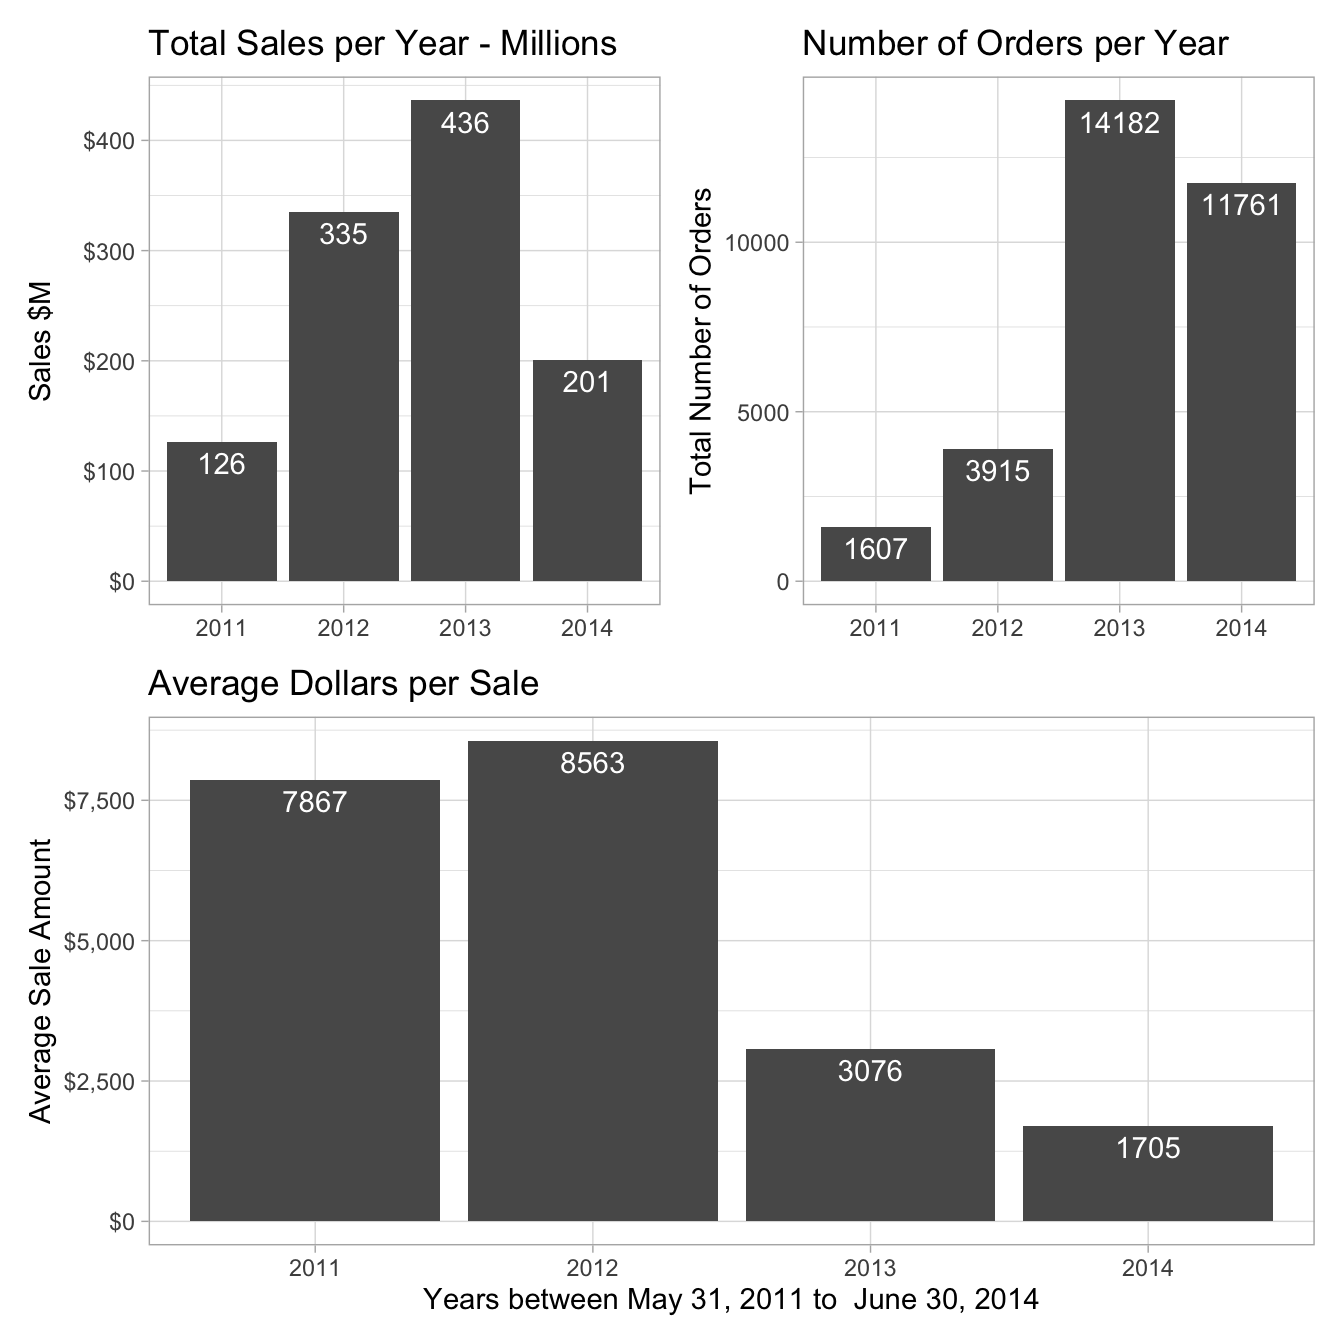 Total Sales per Year - Millions
Sales $M
$400
$300
$200
$100
$0
126
335
436
201
2011 2012 2013 2014
Number of Orders per Year
Total Number of Orders
10000
5000
0
1607
3915
14182
11761
2011 2012 2013 2014
Average Dollars per Sale
Average Sale Amount
$7,500
$5,000
$2,500
$0
7867
8563
3076
1705
2011 2012 2013 2014
Years between May 31, 2011 to  June 30, 2014